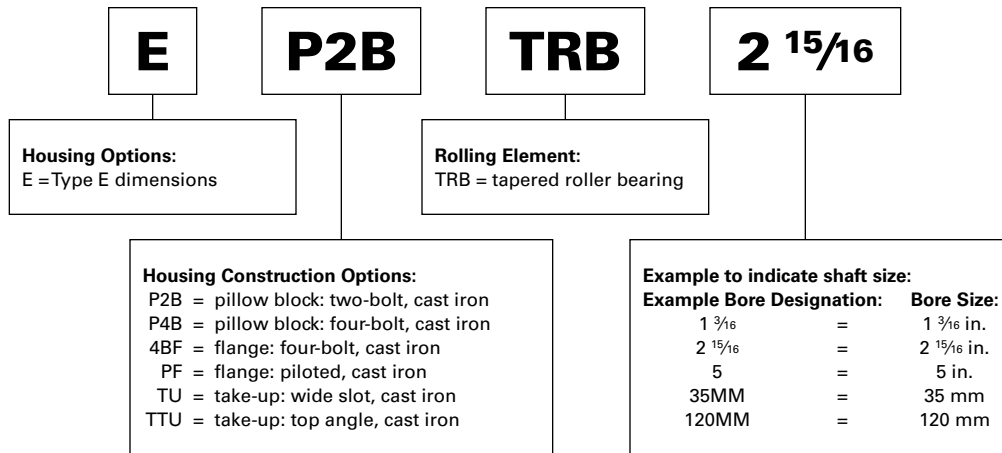 E P2B TRB 2 15/16
Housing Options:
E = Type E dimensions
Rolling Element:
TRB = tapered roller bearing
Housing Construction Options:
P2B = pillow block: two-bolt, cast iron
P4B = pillow block: four-bolt, cast iron
4BF = flange: four-bolt, cast iron
PF = flange: piloted, cast iron
TU = take-up: wide slot, cast iron
TTU = take-up: top angle, cast iron
Example to indicate shaft size:
Example Bore Designation: Bore Size:
1 3/16 = 1 3/16 in.
2 15/16 = 2 15/16 in.
5 = 5 in.
35MM = 35 mm
120MM = 120 mm